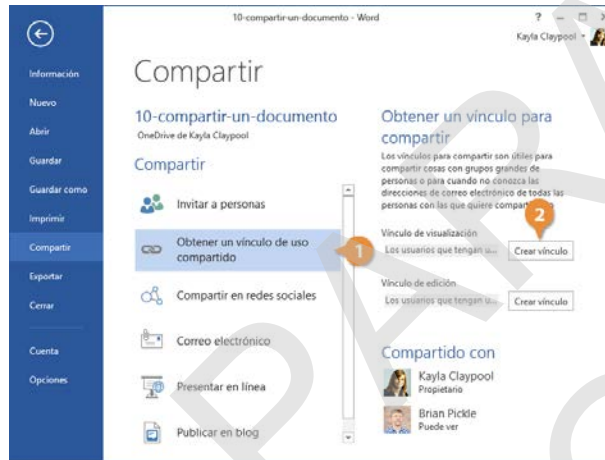 10-compartir-un-documento - Word
?
Kayla Claypool
Información
Nuevo
Abrir
Guardar
Guardar como
Imprimir
Compartir
Exportar
Cerrar
Cuenta
Opciones
Compartir
10-compartir-un-documento
OneDrive de Kayla Claypool
Compartir
Invitar a personas
Obtener un vínculo de uso
compartido
1
Compartir en redes sociales
Correo electrónico
Presentar en línea
Publicar en blog
Obtener un vínculo para
compartir
Los vínculos para compartir son útiles para
compartir cosas con grupos grandes de
personas o para cuando no conozca las
direcciones de correo electrónico de todas las
personas con las que quiere
2
Vínculo de visualización
Los usuarios que tengan u... Crear vínculo
Vínculo de edición
Los usuarios que tengan u... Crear vínculo
Compartido con
Kayla Claypool
Propietario
Brian Pickle
Puede ver